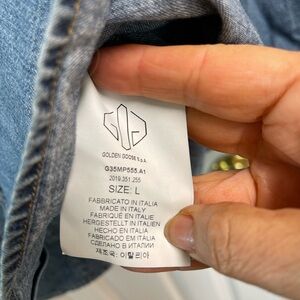 GOLDEN GOOSE S.p.A.
G35MP555.A1
2019.351.255
SIZE: L
FABBRICATO IN ITALIA
MADE IN ITALY
FABRIQUÉ EN ITALIE
HERGESTELLT IN ITALIEN
HECHO EN ITALIA
FABRICADO EM ITÁLIA
СДЕЛАНО В ИТАЛИИ
제조국: 이탈리아